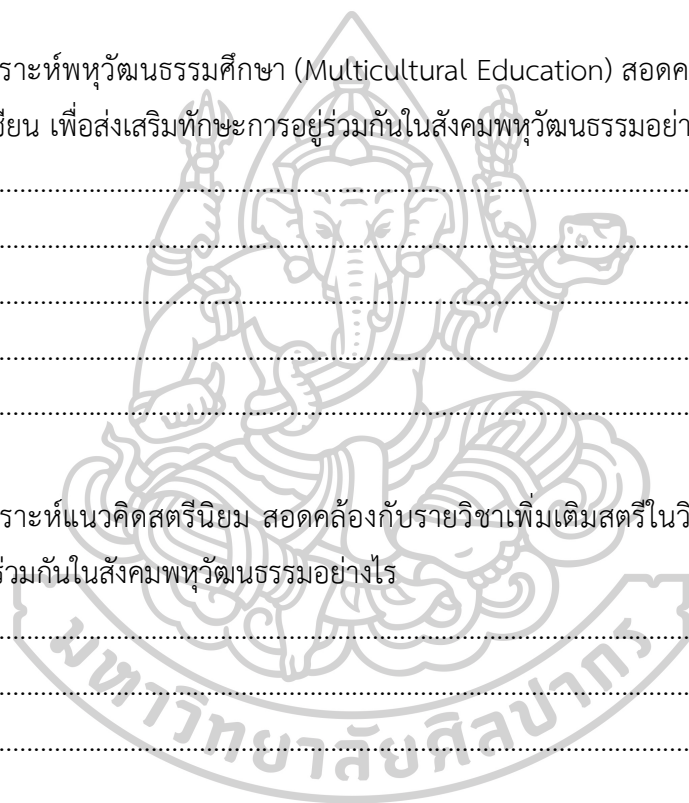 ราะห์พหุวัฒนธรรมศึกษา (Multicultural Education) สอดค
ซียน เพื่อส่งเสริมทักษะการอยู่ร่วมกันในสังคมพหุวัฒนธรรมอย่า
................................................................................
................................................................................
................................................................................
................................................................................
................................................................................
ราะห์แนวคิดสตรีนิยม สอดคล้องกับรายวิชาเพิ่มเติมสตรีในวิ
ร่วมกันในสังคมพหุวัฒนธรรมอย่างไร
................................................................................
................................................................................
................................................................................
มหาวิทยาลัยศิลปากร